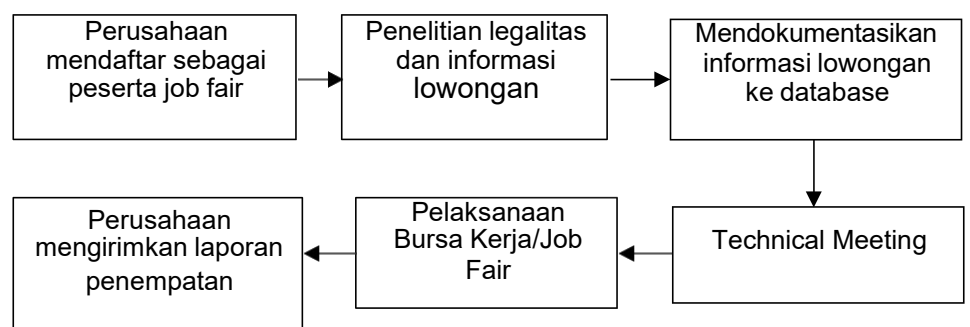 Perusahaan
mendaftar sebagai
peserta job fair
Penelitian legalitas
dan informasi
lowongan
Mendokumentasikan
informasi lowongan
ke database
Technical Meeting
Pelaksanaan
Bursa Kerja/Job
Fair
Perusahaan
mengirimkan laporan
penempatan